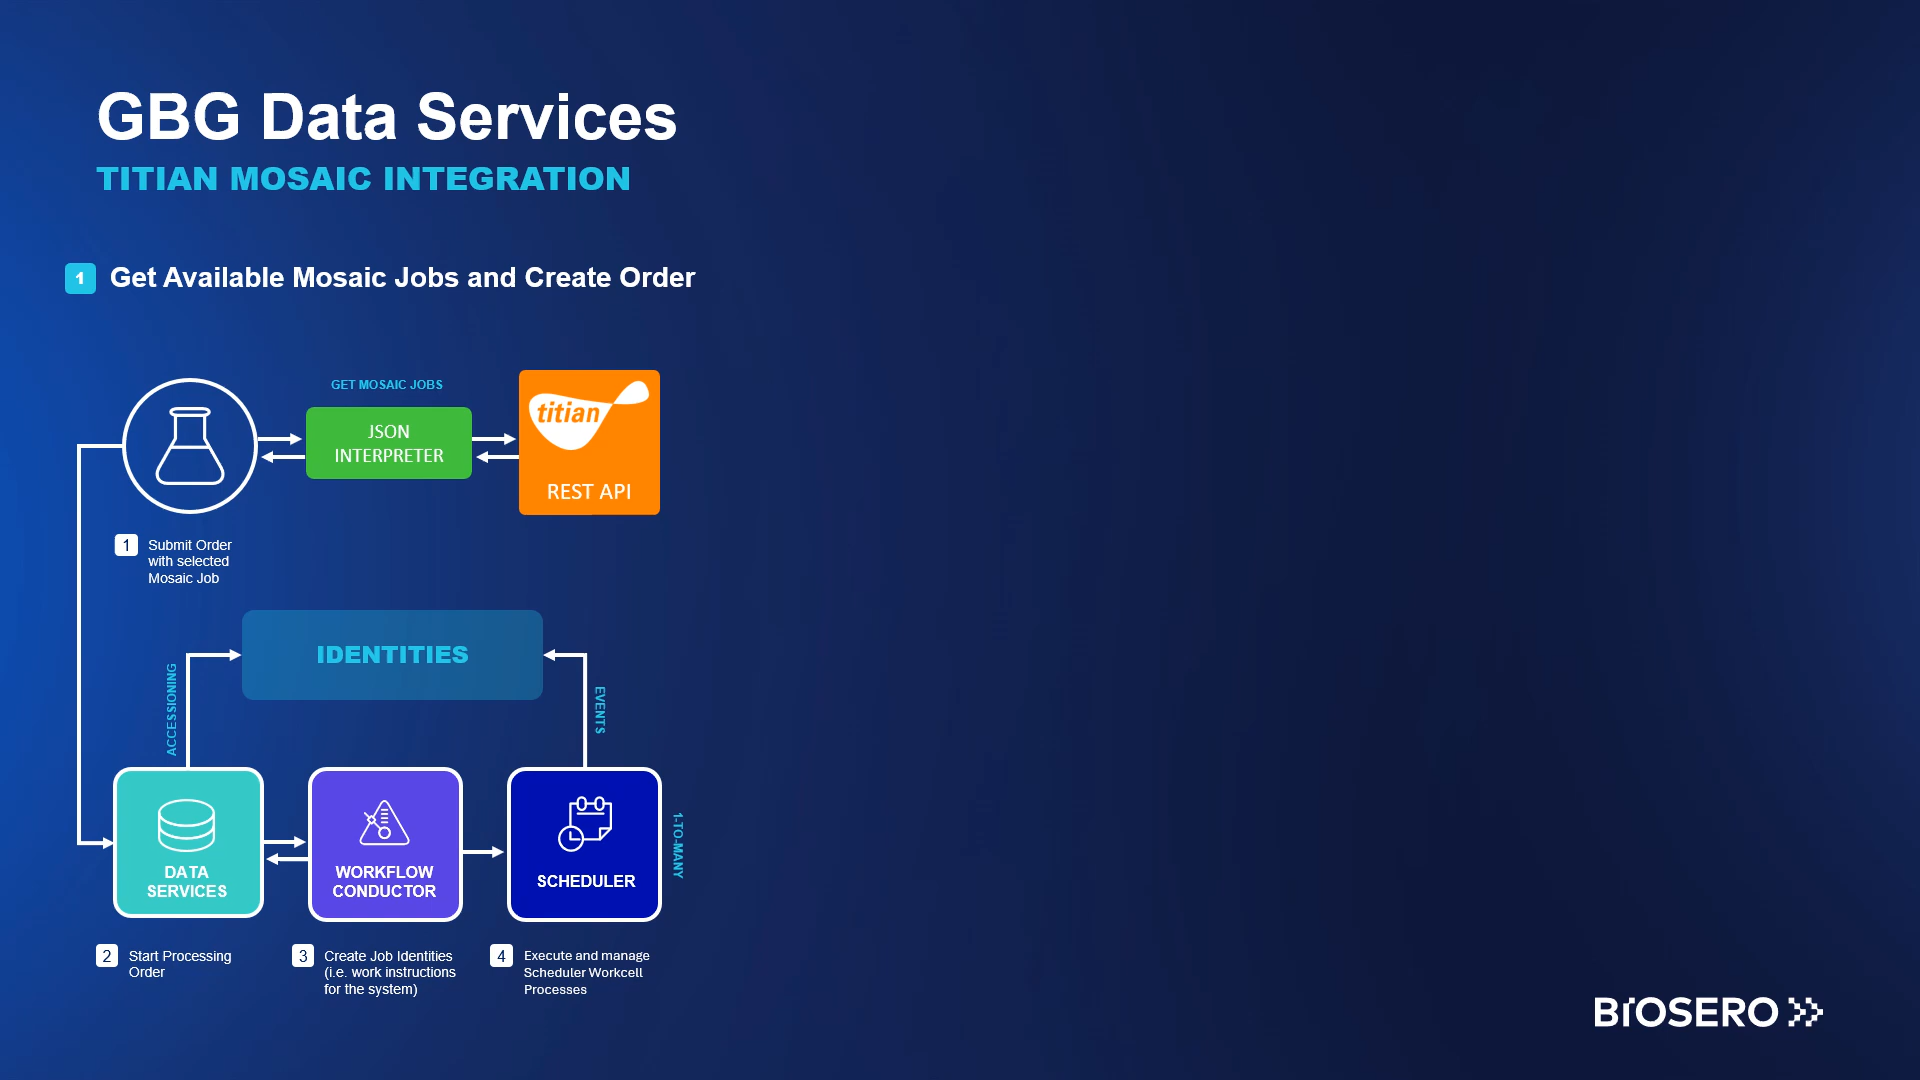 GBG Data Services
TITIAN MOSAIC INTEGRATION
1 Get Available Mosaic Jobs and Create Order
GET MOSAIC JOBS
JSON
INTERPRETER
titian
REST API
1 Submit Order
with selected
Mosaic Job
IDENTITIES
ACCESSIONING
EVENTS
DATA
SERVICES
WORKFLOW
CONDUCTOR
SCHEDULER
1-TO-MANY
2 Start Processing
Order
3 Create Job Identities
(i.e. work instructions
for the system)
4 Execute and manage
Scheduler Workcell
Processes
BIOSERO